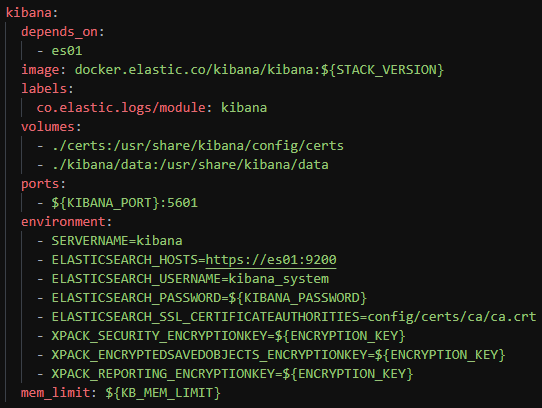 kibana:
  depends_on:
    - es01
  image: docker.elastic.co/kibana/kibana:${STACK_VERSION}
  labels:
    co.elastic.logs/module: kibana
  volumes:
    - ./certs:/usr/share/kibana/config/certs
    - ./kibana/data:/usr/share/kibana/data
  ports:
    - ${KIBANA_PORT}:5601
  environment:
    - SERVERNAME=kibana
    - ELASTICSEARCH_HOSTS=https://es01:9200
    - ELASTICSEARCH_USERNAME=kibana_system
    - ELASTICSEARCH_PASSWORD=${KIBANA_PASSWORD}
    - ELASTICSEARCH_SSL_CERTIFICATEAUTHORITIES=config/certs/ca/ca.crt
    - XPACK_SECURITY_ENCRYPTIONKEY=${ENCRYPTION_KEY}
    - XPACK_ENCRYPTEDSAVEDOBJECTS_ENCRYPTIONKEY=${ENCRYPTION_KEY}
    - XPACK_REPORTING_ENCRYPTIONKEY=${ENCRYPTION_KEY}
  mem_limit: ${KB_MEM_LIMIT}